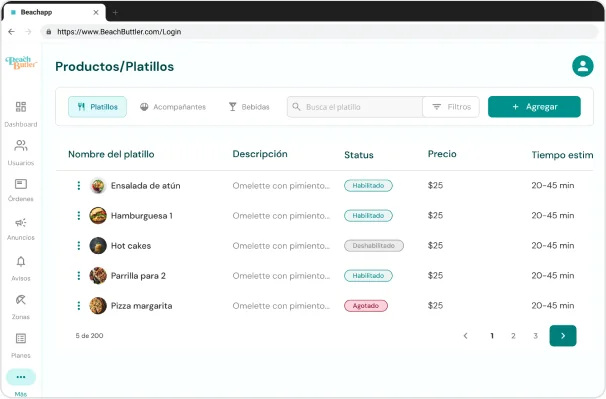 Beachapp
https://www.BeachButtler.com/Login
Beach
Buttler
Productos/Platillos
Platillos
Acompañantes
Bebidas
Busca el platillo
Filtros
+ Agregar
Dashboard
Usuarios
Órdenes
Anuncios
Avisos
Zonas
Planes
Más
Nombre del platillo Descripción Status Precio Tiempo estim
Ensalada de atún Omelette con pimiento... Habilitado $25 20-45 min
Hamburguesa 1 Omelette con pimiento... Habilitado $25 20-45 min
Hot cakes Omelette con pimiento... Deshabilitado $25 20-45 min
Parrilla para 2 Omelette con pimiento... Habilitado $25 20-45 min
Pizza margarita Omelette con pimiento... Agotado $25 20-45 min
5 de 200
1 2 3